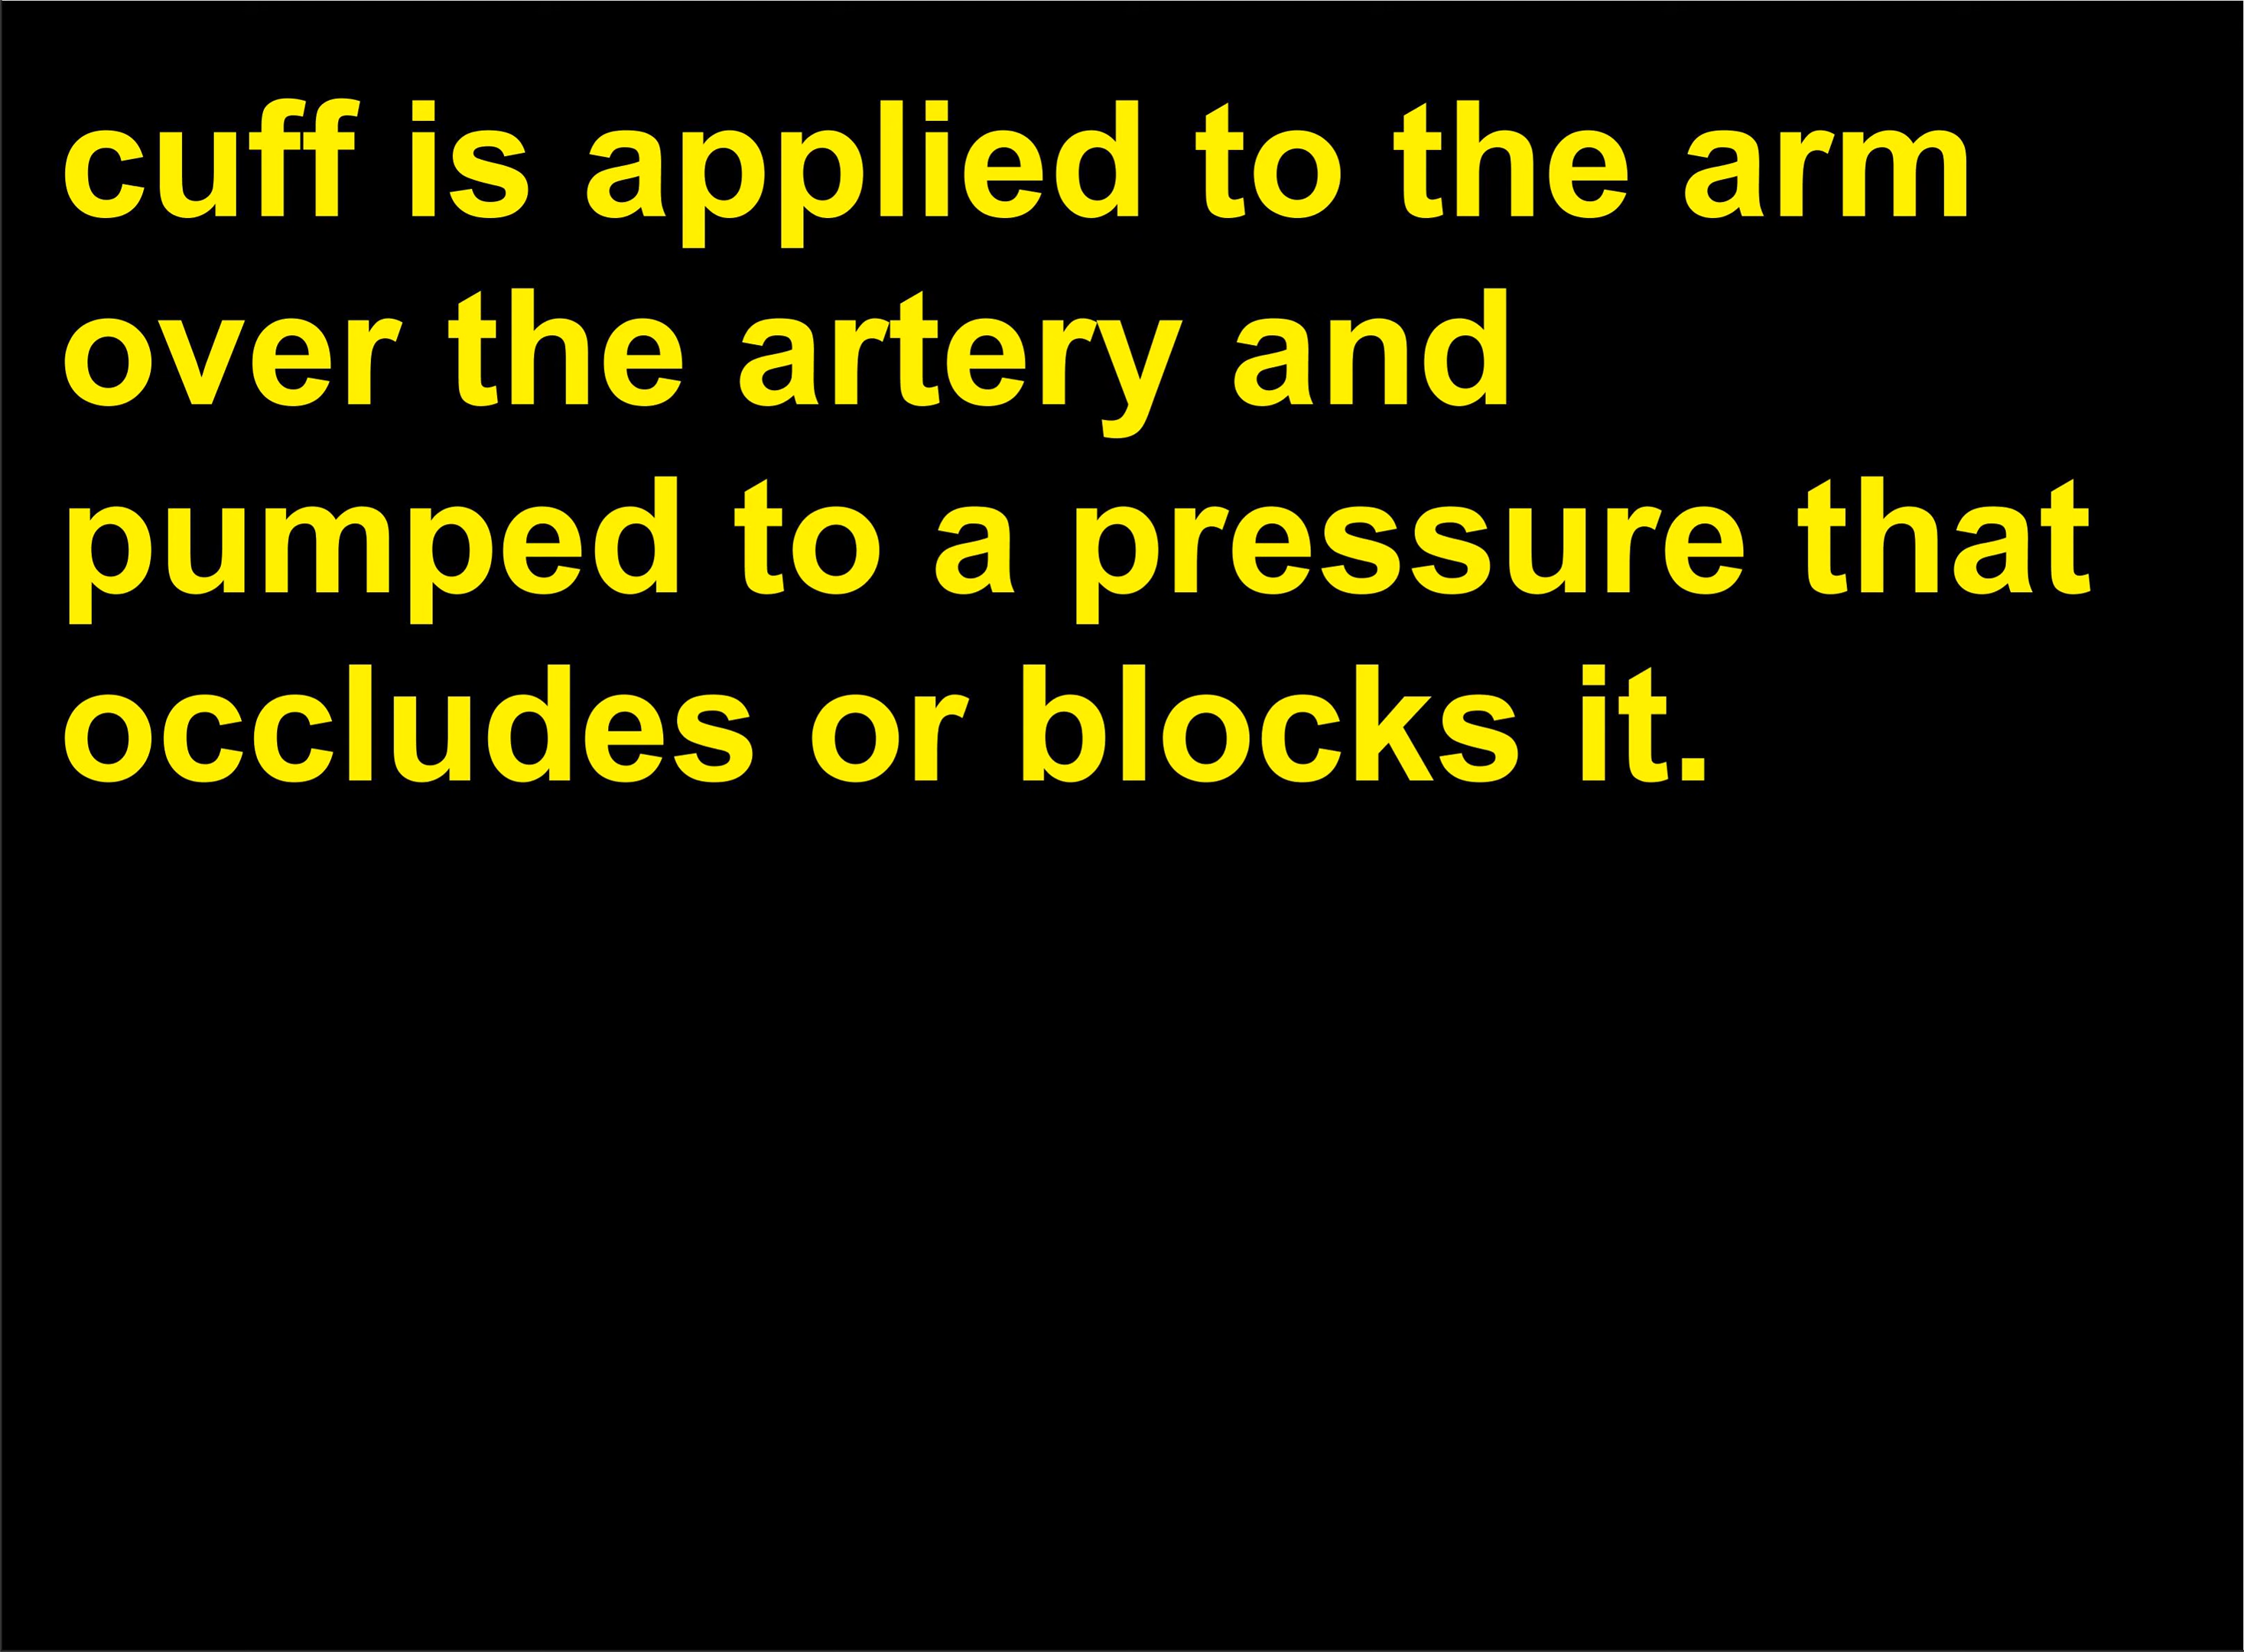 cuff is applied to the arm
over the artery and
pumped to a pressure that
occludes or blocks it.